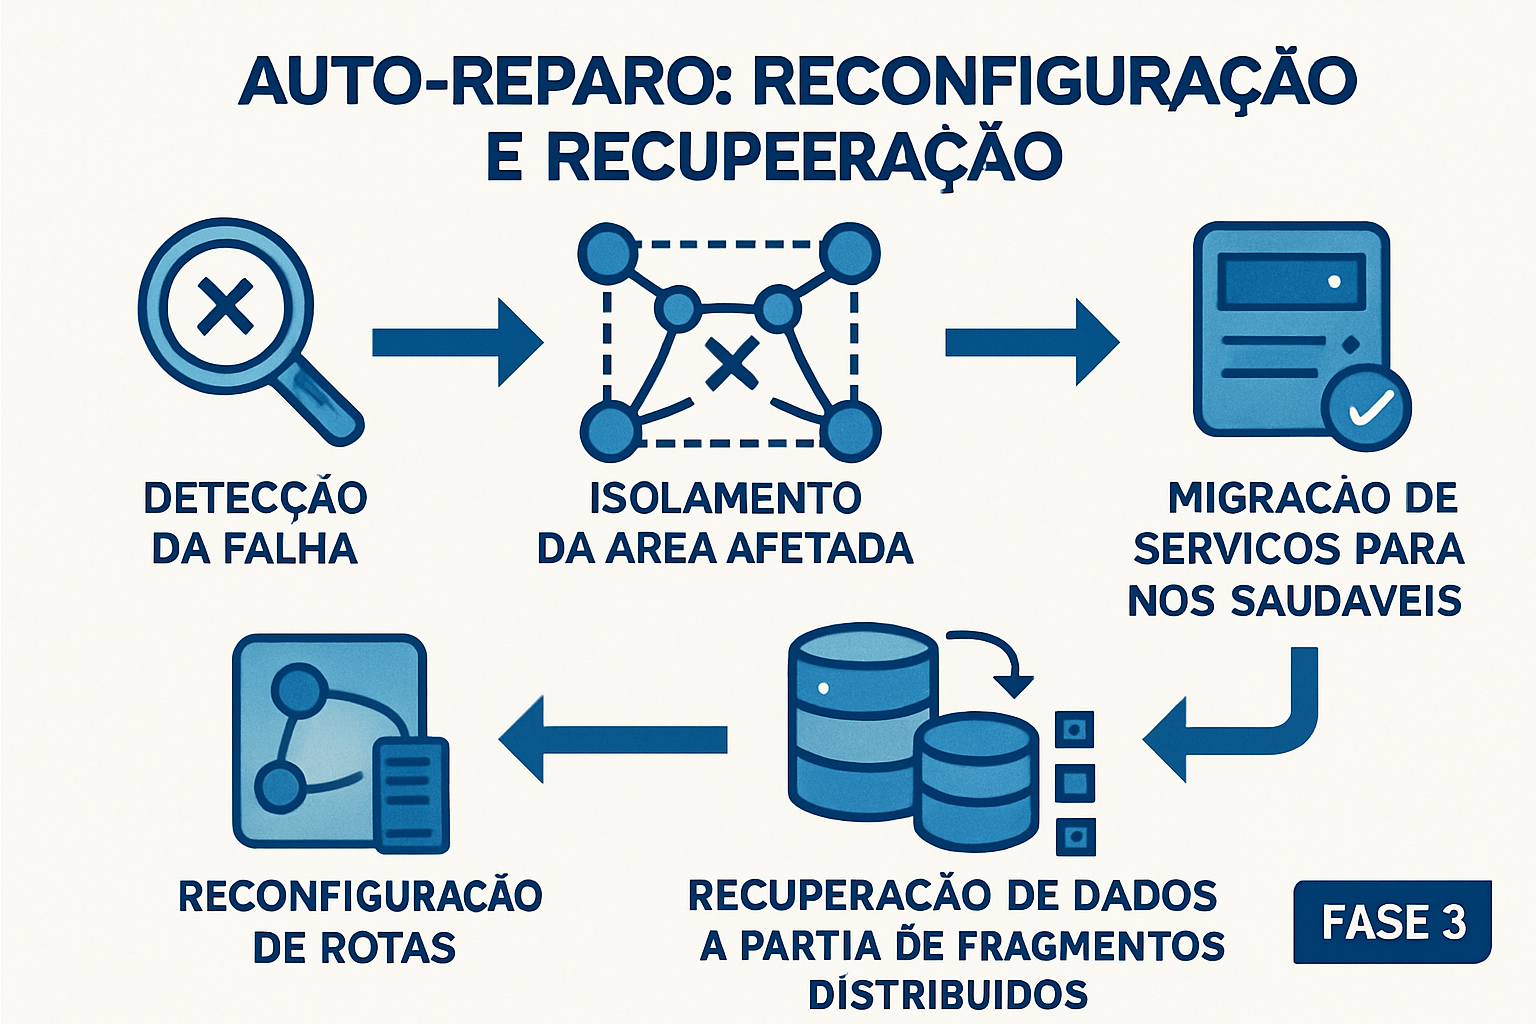 AUTO-REPARO: RECONFIGURAÇÃO
E RECUPEERAÇÃO
DETECÇÃO
DA FALHA
ISOLAMENTO
DA AREA AFETADA
MIGRACÀO DE
SERVICOS PARA
NOS SAUDAVEIS
RECONFIGURACÃO
DE ROTAS
RECUPERACÃO DE DADOS
A PARTIA D̃E FRAGMENTOS
DÍSTRIBUIDOS
FASE 3